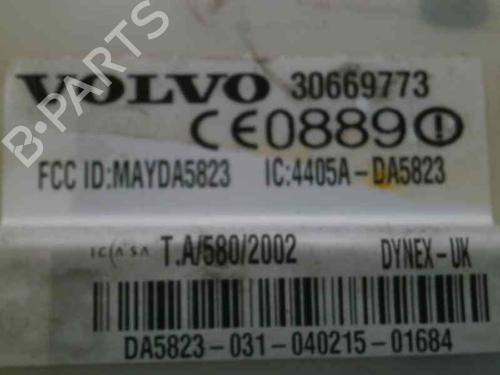 VOLVO 30669773
CE0889
FCC ID:MAYDA5823 IC:4405A-DA5823
ICASA T.A/580/2002 DYNEX-UK
DA5823-031-040215-01684
B-PARTS